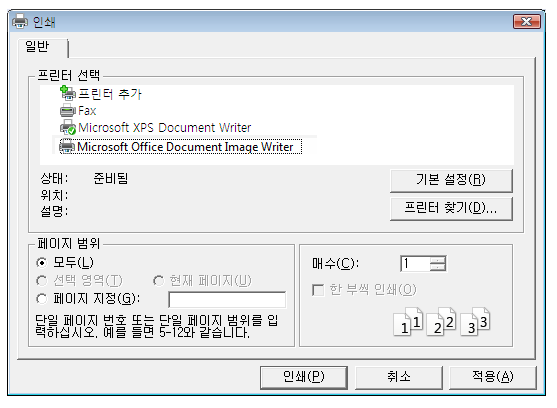 인쇄
일반
프린터 선택
프린터 추가
Fax
Microsoft XPS Document Writer
Microsoft Office Document Image Writer
상태: 준비됨
위치:
설명:
기본 설정(R)
프린터 찾기(D)...
페이지 범위
모두(L)
선택 영역(T) 현재 페이지(U)
페이지 지정(G):
단일 페이지 번호 또는 단일 페이지 범위를 입
력하십시오. 예를 들면 5-12와 같습니다.
매수(C): 1
한 부씩 인쇄(O)
1 1 2 2 3 3
인쇄(P) 취소 적용(A)